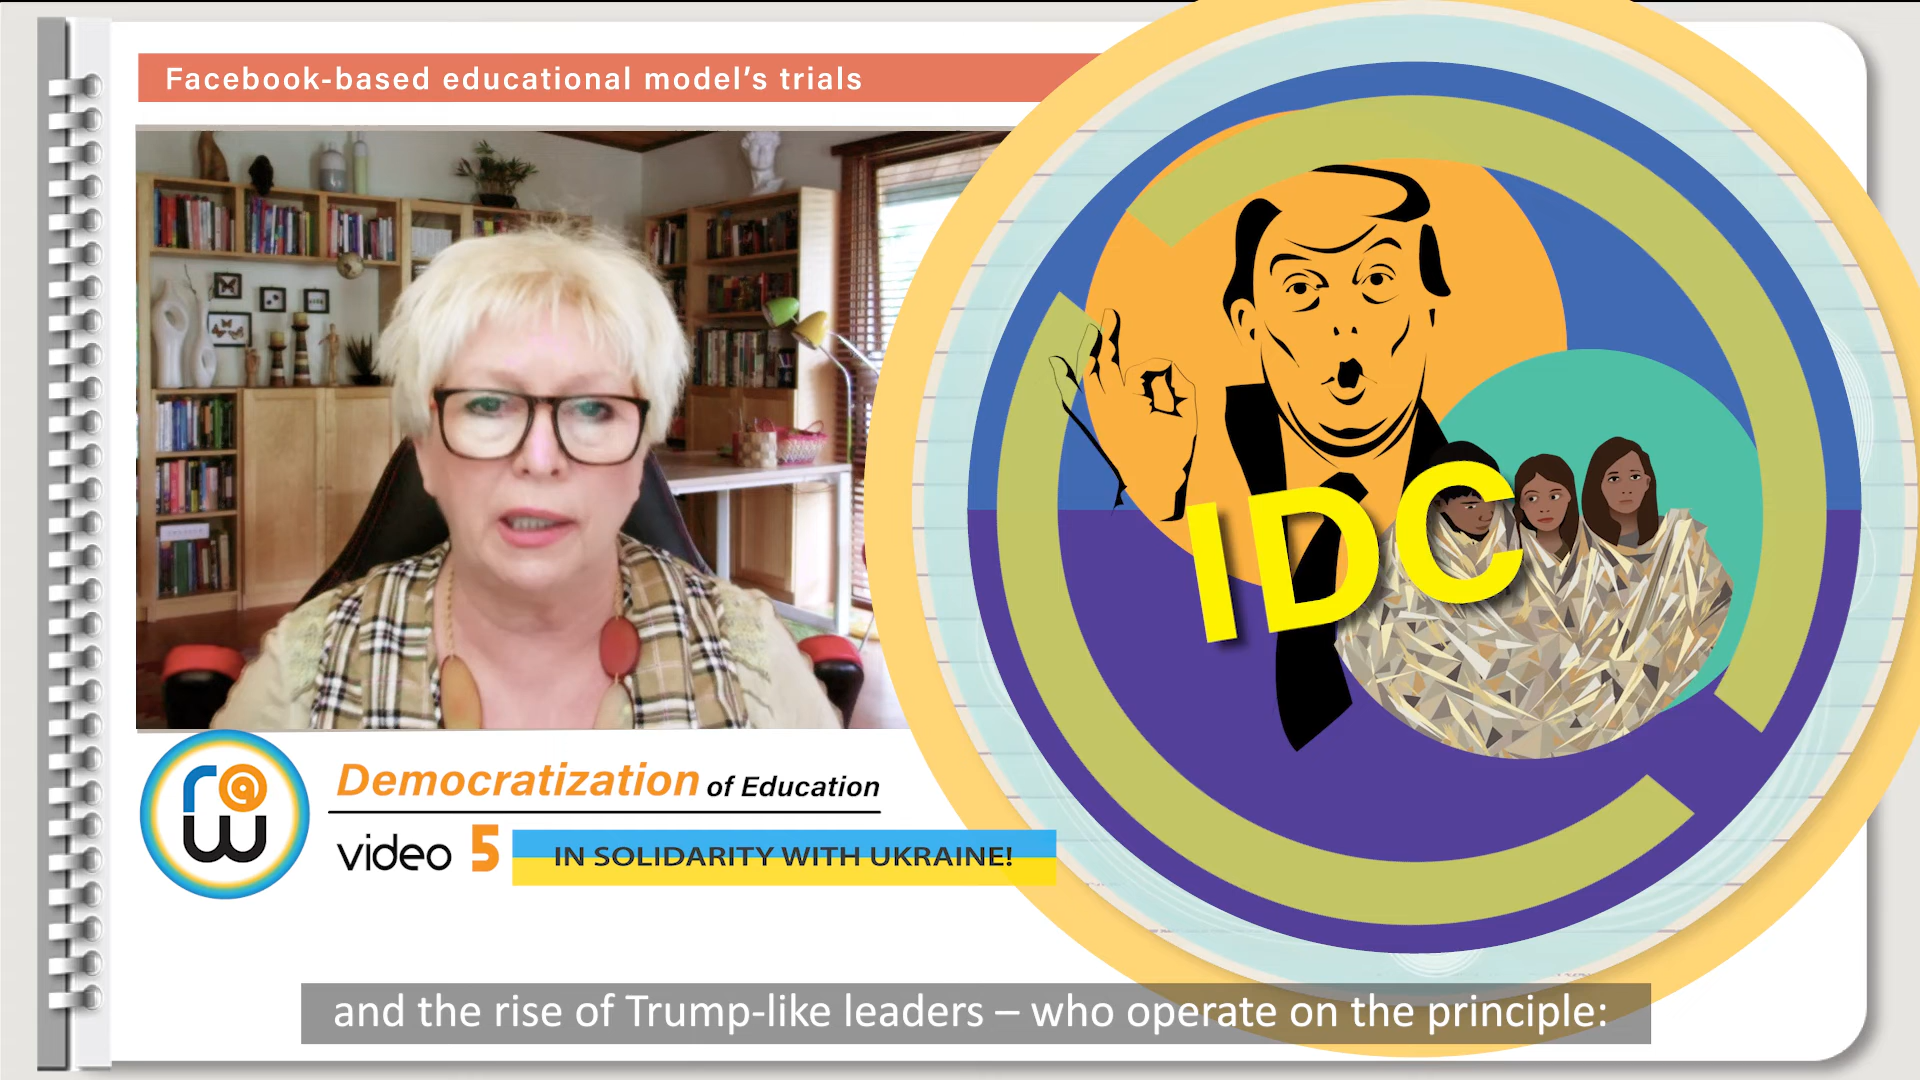 Facebook-based educational model's trials
IDC
r@w
Democratization of Education
video 5
IN SOLIDARITY WITH UKRAINE!
and the rise of Trump-like leaders – who operate on the principle: